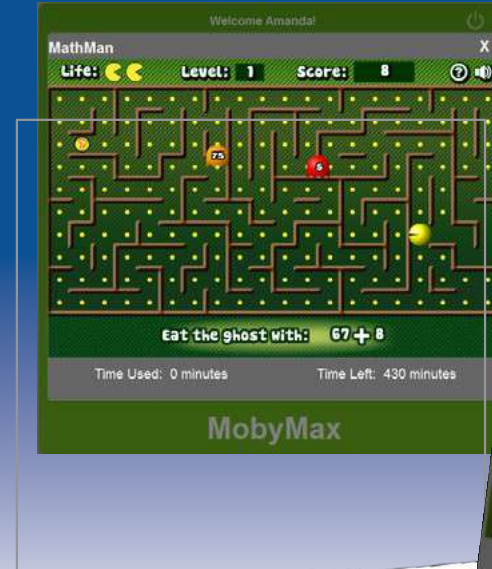 Welcome Amanda!
MathMan X
Life: Level: 1 Score: 8 ?
75
5
Eat the ghost with: 67 + 8
Time Used: 0 minutes Time Left: 430 minutes
MobyMax